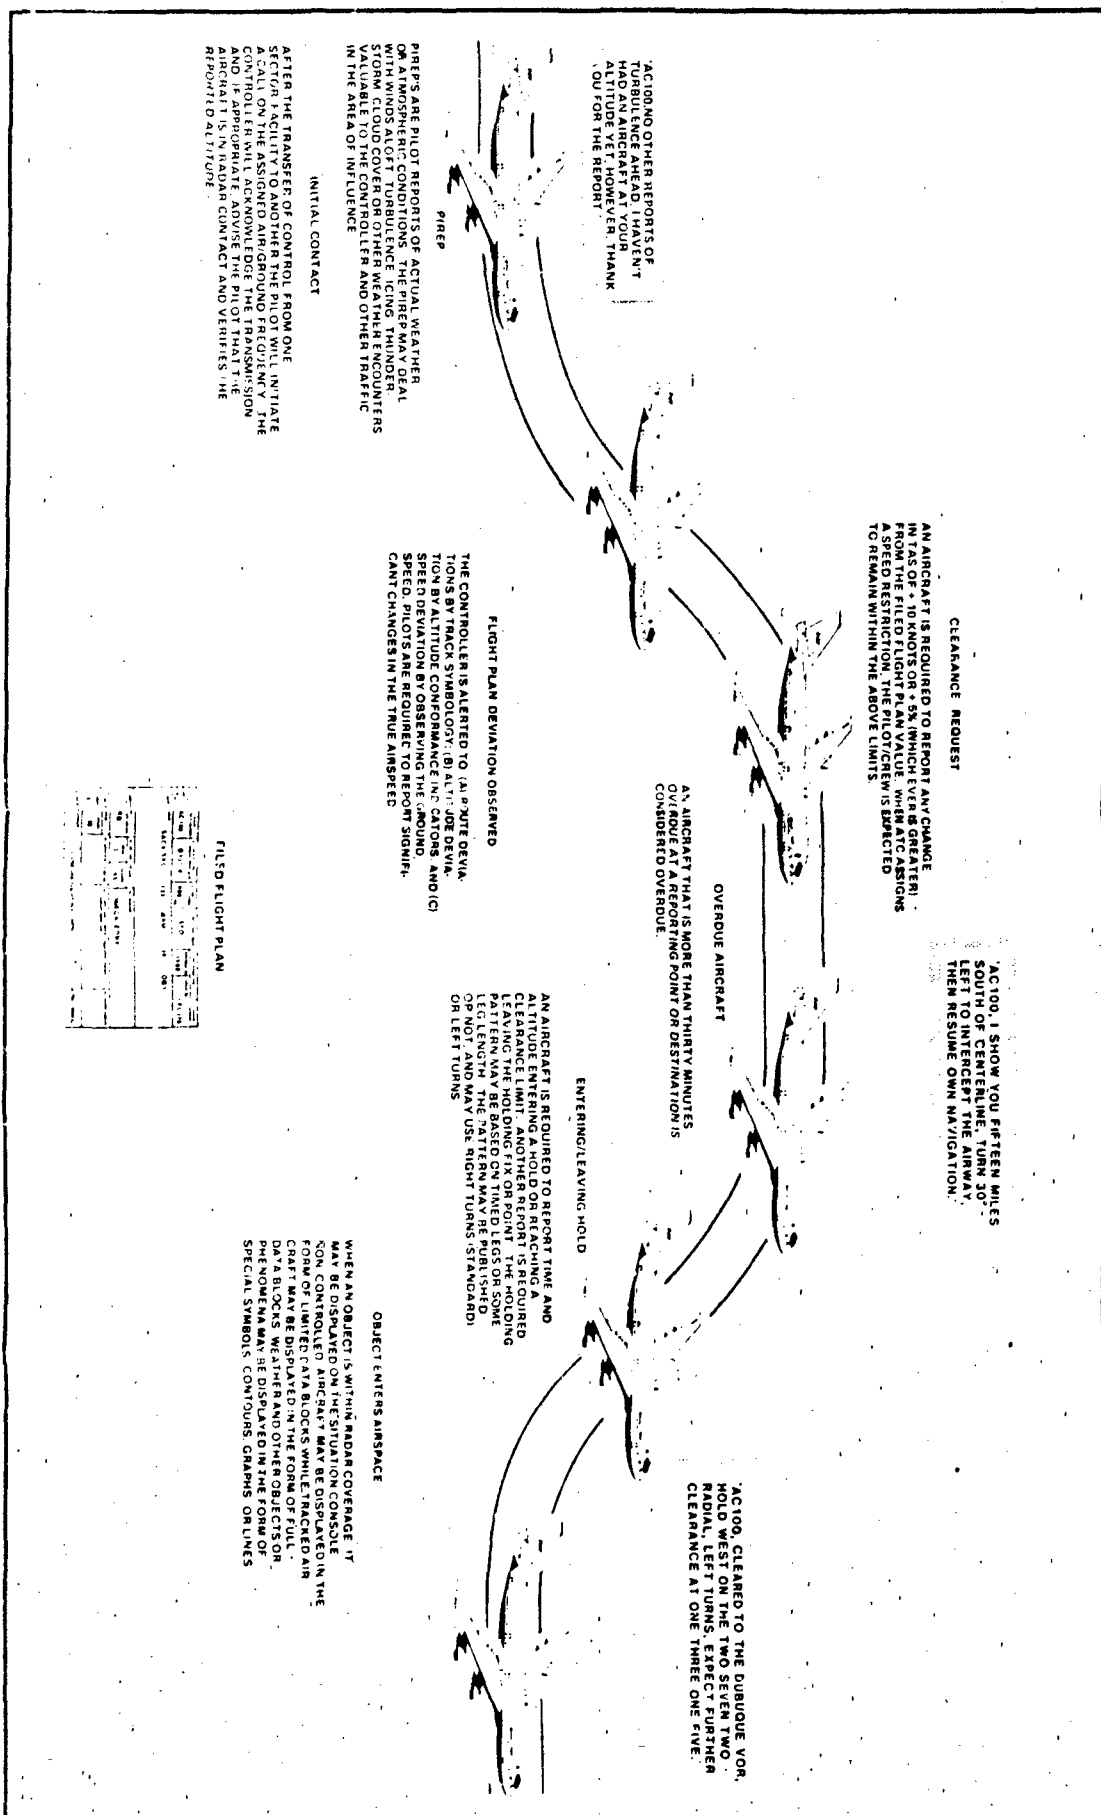 "AC100, NO OTHER REPORTS OF
TURBULENCE AHEAD. I HAVEN'T
HAD AN AIRCRAFT AT YOUR
ALTITUDE YET. HOWEVER, THANK
YOU FOR THE REPORT."
PIREP
PIREP'S ARE PILOT REPORTS OF ACTUAL WEATHER
OR ATMOSPHERIC CONDITIONS. THE PIREP MAY DEAL
WITH WINDS ALOFT, TURBULENCE, ICING, THUNDER-
STORM, CLOUD COVER OR OTHER WEATHER ENCOUNTERS
VALUABLE TO THE CONTROLLER AND OTHER TRAFFIC
IN THE AREA OF INFLUENCE
INITIAL CONTACT
AFTER THE TRANSFER OF CONTROL FROM ONE
SECTOR/FACILITY TO ANOTHER THE PILOT WILL INITIATE
A CALL ON THE ASSIGNED AIR/GROUND FREQUENCY. THE
CONTROLLER WILL ACKNOWLEDGE THE TRANSMISSION
AND, IF APPROPRIATE, ADVISE THE PILOT THAT THE
AIRCRAFT IS IN RADAR CONTACT AND VERIFIES THE
REPORTED ALTITUDE.
CLEARANCE REQUEST
AN AIRCRAFT IS REQUIRED TO REPORT ANY CHANGE
IN TAS OF + 10 KNOTS OR + 5% (WHICH EVER IS GREATER)
FROM THE FILED FLIGHT PLAN VALUE. WHEN ATC ASSIGNS
A SPEED RESTRICTION, THE PILOT/CREW IS EXPECTED
TO REMAIN WITHIN THE ABOVE LIMITS.
FLIGHT PLAN DEVIATION OBSERVED
THE CONTROLLER IS ALERTED TO (A) ROUTE DEVIA-
TIONS BY TRACK SYMBOLOGY; (B) ALTITUDE DEVIA-
TION BY ALTITUDE CONFORMANCE INDICATORS, AND (C)
SPEED DEVIATION BY OBSERVING THE GROUND
SPEED. PILOTS ARE REQUIRED TO REPORT SIGNIFI-
CANT CHANGES IN THE TRUE AIRSPEED
FILED FLIGHT PLAN
OVERDUE AIRCRAFT
AN AIRCRAFT THAT IS MORE THAN THIRTY MINUTES
OVERDUE AT A REPORTING POINT OR DESTINATION IS
CONSIDERED OVERDUE.
"AC100, I SHOW YOU FIFTEEN MILES
SOUTH OF CENTERLINE, TURN 30°
LEFT TO INTERCEPT THE AIRWAY,
THEN RESUME OWN NAVIGATION."
ENTERING/LEAVING HOLD
AN AIRCRAFT IS REQUIRED TO REPORT TIME AND
ALTITUDE ENTERING A HOLD OR REACHING A
CLEARANCE LIMIT. ANOTHER REPORT IS REQUIRED
LEAVING THE HOLDING FIX OR POINT. THE HOLDING
PATTERN MAY BE BASED ON TIMED LEGS OR SOME
LEG LENGTH. THE PATTERN MAY BE PUBLISHED
OR NOT, AND MAY USE RIGHT TURNS (STANDARD)
OR LEFT TURNS
OBJECT ENTERS AIRSPACE
WHEN AN OBJECT IS WITHIN RADAR COVERAGE, IT
MAY BE DISPLAYED ON THE SITUATION CONSOLE
NON CONTROLLED AIRCRAFT MAY BE DISPLAYED IN THE
FORM OF LIMITED DATA BLOCKS WHILE TRACKED AIR
CRAFT MAY BE DISPLAYED IN THE FORM OF FULL
DATA BLOCKS. WEATHER AND OTHER OBJECTS OR
PHENOMENA MAY BE DISPLAYED IN THE FORM OF
SPECIAL SYMBOLS, CONTOURS, GRAPHS OR LINES
"AC100, CLEARED TO THE DUBUQUE VOR,
HOLD WEST ON THE TWO SEVEN TWO
RADIAL, LEFT TURNS, EXPECT FURTHER
CLEARANCE AT ONE THREE ONE FIVE."